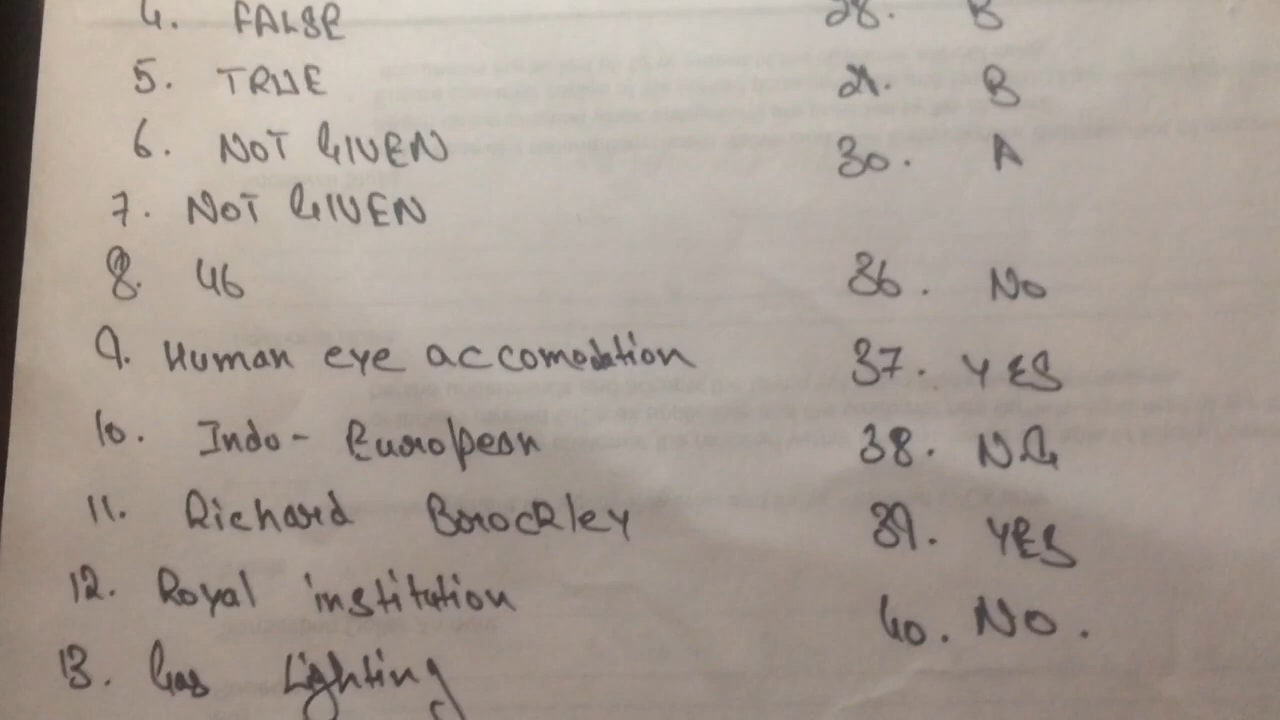 4. FALSE
5. TRUE
6. NOT GIVEN
7. NOT GIVEN
8. 46
9. Human eye accomodation
10. Indo-European
11. Richard Brockley
12. Royal institution
13. Gas Lighting
28. B
29. B
30. A
36. No
37. YES
38. N.G
39. YES
40. No.